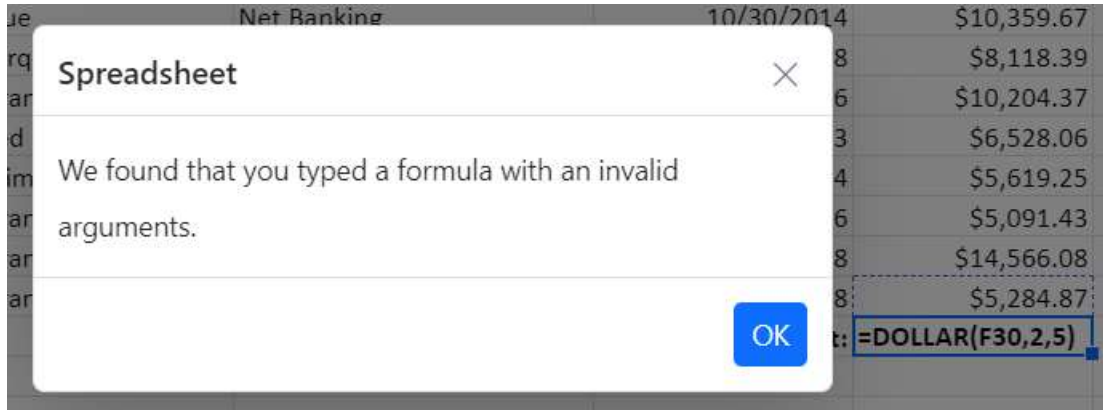 Net Banking 10/30/2014 $10,359.67
Spreadsheet
$8,118.39
$10,204.37
$6,528.06
We found that you typed a formula with an invalid
$5,619.25
arguments.
$5,091.43
$14,566.08
$5,284.87
OK
=DOLLAR(F30,2,5)